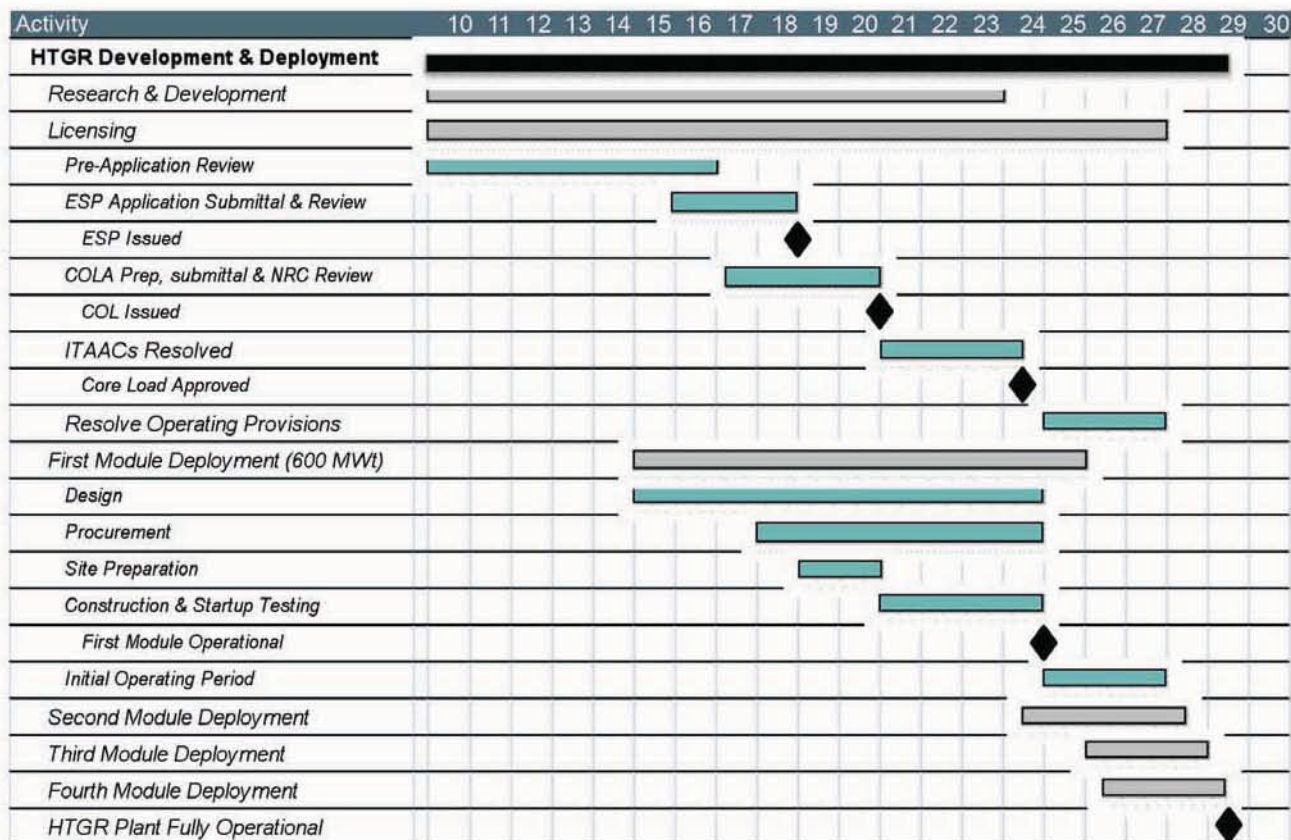 Activity 10 11 12 13 14 15 16 17 18 19 20 21 22 23 24 25 26 27 28 29 30
HTGR Development & Deployment
Research & Development
Licensing
Pre-Application Review
ESP Application Submittal & Review
ESP Issued
COLA Prep, submittal & NRC Review
COL Issued
ITAACs Resolved
Core Load Approved
Resolve Operating Provisions
First Module Deployment (600 MWt)
Design
Procurement
Site Preparation
Construction & Startup Testing
First Module Operational
Initial Operating Period
Second Module Deployment
Third Module Deployment
Fourth Module Deployment
HTGR Plant Fully Operational